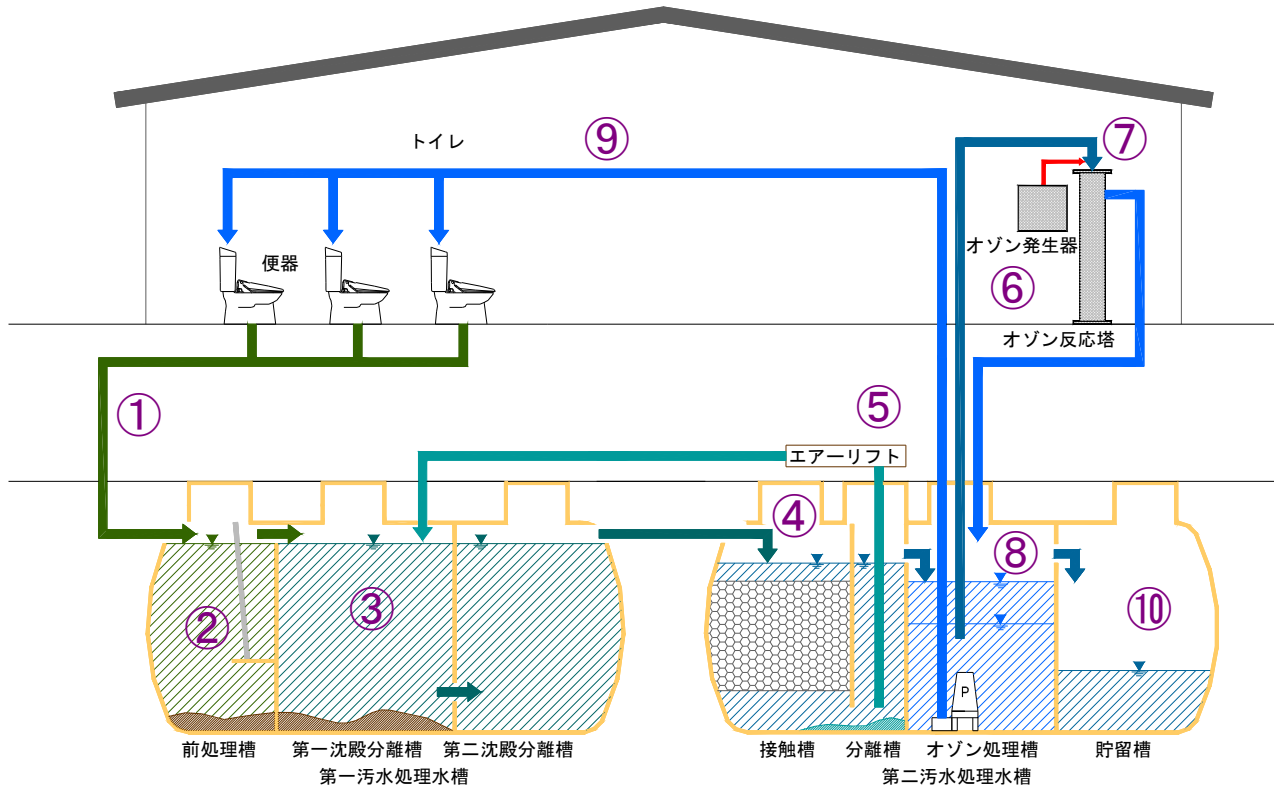 トイレ
⑨
⑦
便器
オゾン発生器
⑥
オゾン反応塔
①
⑤
エアーリフト
④
⑧
②
③
⑩
P
前処理槽
第一沈殿分離槽
第二沈殿分離槽
接触槽
分離槽
オゾン処理槽
貯留槽
第一汚水処理水槽
第二汚水処理水槽